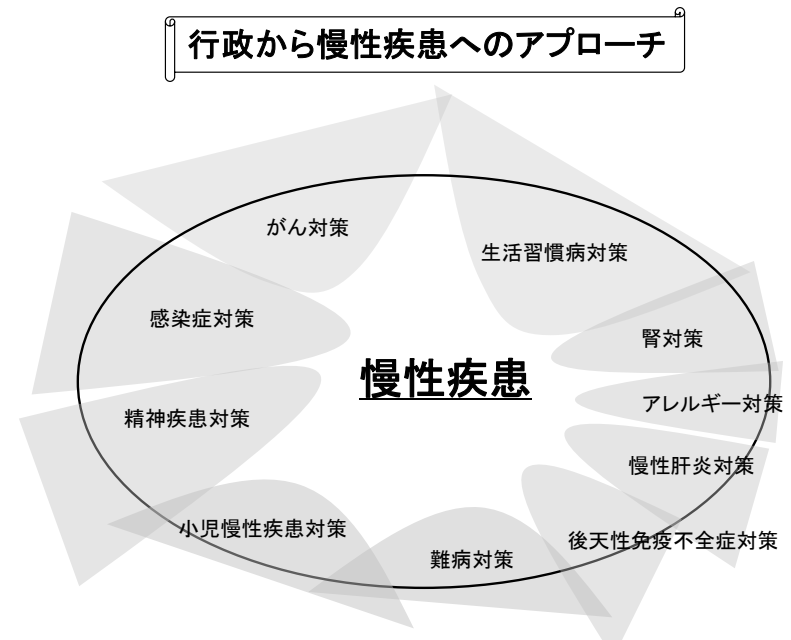 行政から慢性疾患へのアプローチ
がん対策
生活習慣病対策
感染症対策
腎対策
慢性疾患
アレルギー対策
精神疾患対策
慢性肝炎対策
小児慢性疾患対策
後天性免疫不全症対策
難病対策